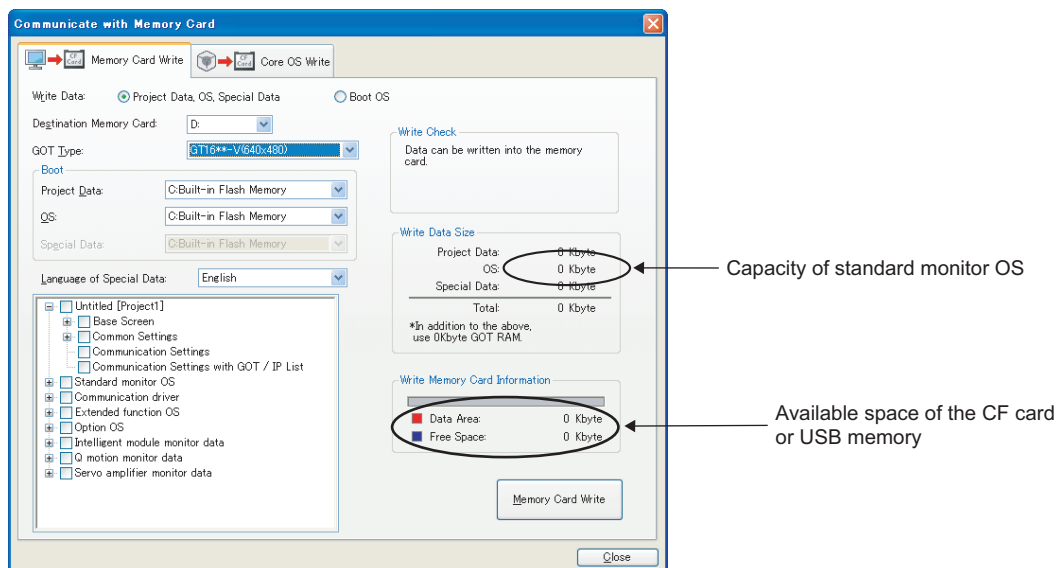 Communicate with Memory Card
CF Card Memory Card Write
CF Card Core OS Write
Write Data: Project Data, OS, Special Data Boot OS
Destination Memory Card: D:
GOT Type: GT16**-V(640x480)
Boot
Project Data: C:Built-in Flash Memory
OS: C:Built-in Flash Memory
Special Data: C:Built-in Flash Memory
Language of Special Data: English
Untitled [Project1]
Base Screen
Common Settings
Communication Settings
Communication Settings with GOT / IP List
Standard monitor OS
Communication driver
Extended function OS
Option OS
Intelligent module monitor data
Q motion monitor data
Servo amplifier monitor data
Write Check
Data can be written into the memory
card.
Write Data Size
Project Data: 0 Kbyte
OS: 0 Kbyte
Special Data: 0 Kbyte
Total: 0 Kbyte
*In addition to the above,
use 0Kbyte GOT RAM.
Write Memory Card Information
Data Area: 0 Kbyte
Free Space: 0 Kbyte
Memory Card Write
Close
Capacity of standard monitor OS
Available space of the CF card
or USB memory